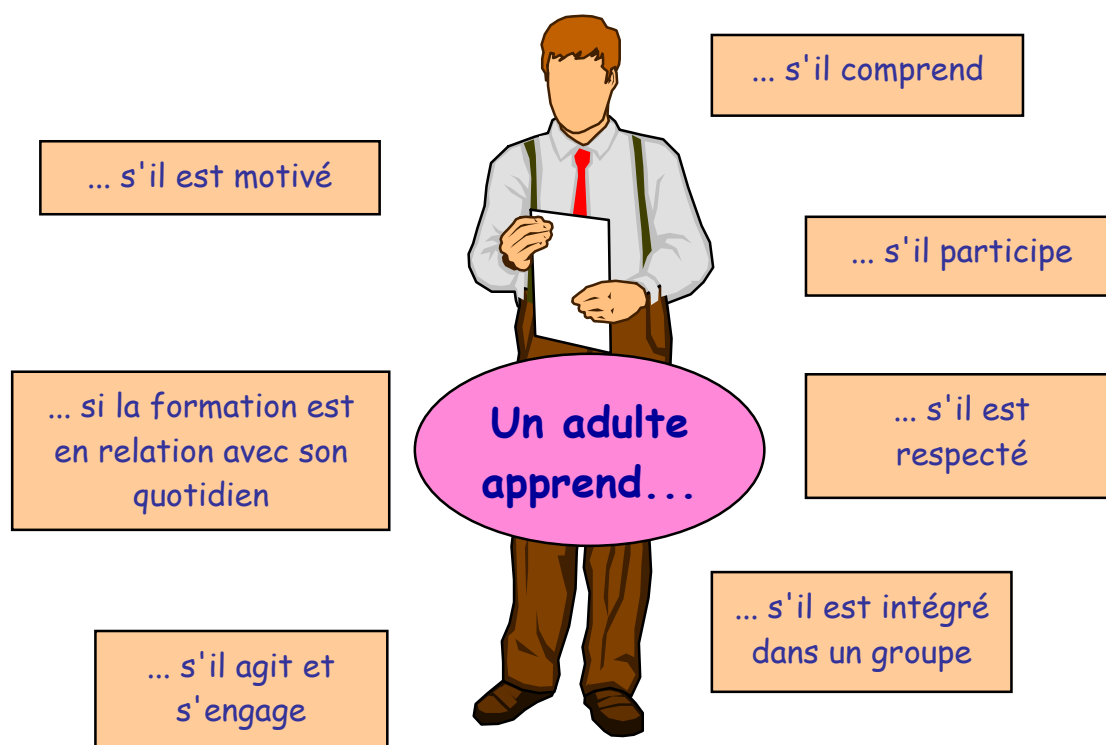 ... s'il comprend
... s'il est motivé
... s'il participe
... si la formation est
en relation avec son
quotidien
Un adulte
apprend...
... s'il est
respecté
... s'il est intégré
dans un groupe
... s'il agit et
s'engage